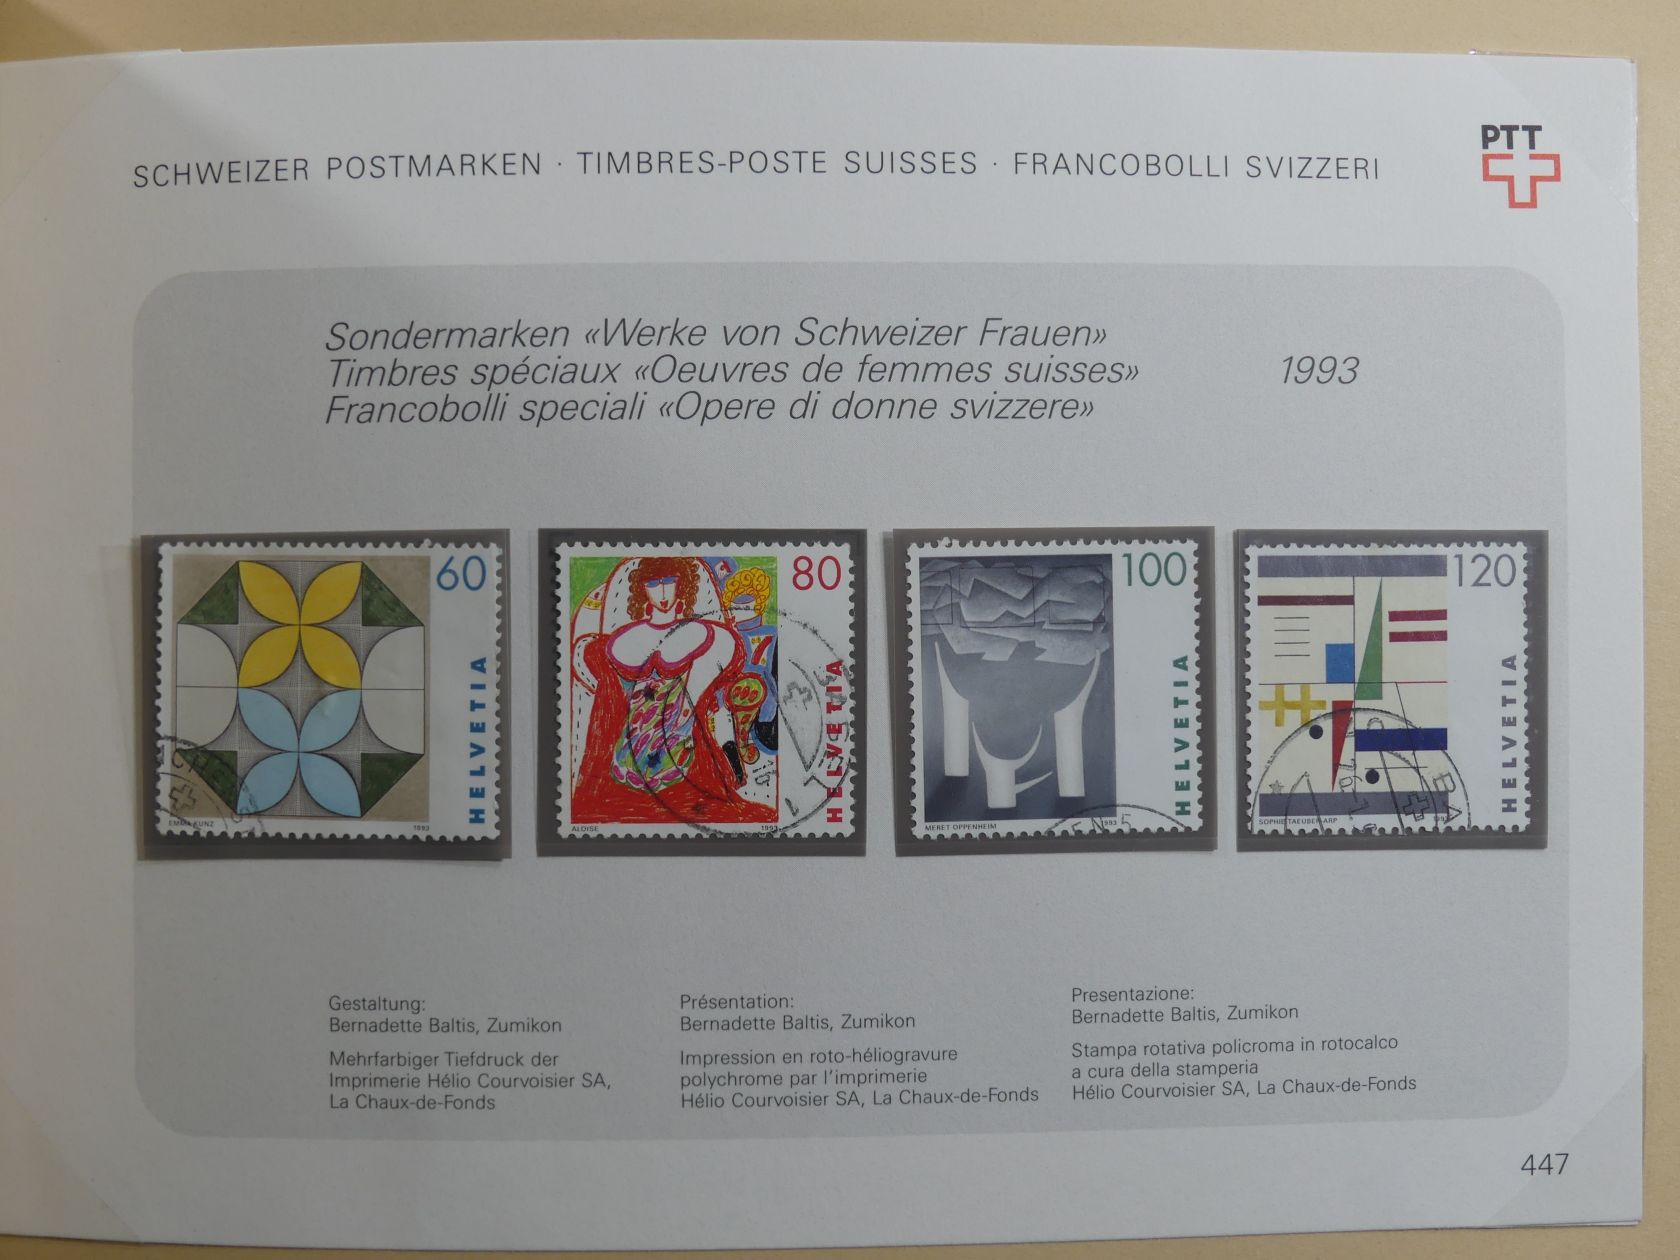 PTT
SCHWEIZER POSTMARKEN · TIMBRES-POSTE SUISSES · FRANCOBOLLI SVIZZERI
Sondermarken «Werke von Schweizer Frauen»
Timbres spéciaux «Oeuvres de femmes suisses» 1993
Francobolli speciali «Opere di donne svizzere»
60
HELVETIA
EMMA KUNZ 1993
80
HELVETIA
ALOISE 1993
100
HELVETIA
MERET OPPENHEIM 1993
120
HELVETIA
SOPHIE TAEUBER-ARP
Gestaltung:
Bernadette Baltis, Zumikon
Mehrfarbiger Tiefdruck der
Imprimerie Hélio Courvoisier SA,
La Chaux-de-Fonds
Présentation:
Bernadette Baltis, Zumikon
Impression en roto-héliogravure
polychrome par l'imprimerie
Hélio Courvoisier SA, La Chaux-de-Fonds
Presentazione:
Bernadette Baltis, Zumikon
Stampa rotativa policroma in rotocalco
a cura della stamperia
Hélio Courvoisier SA, La Chaux-de-Fonds
447